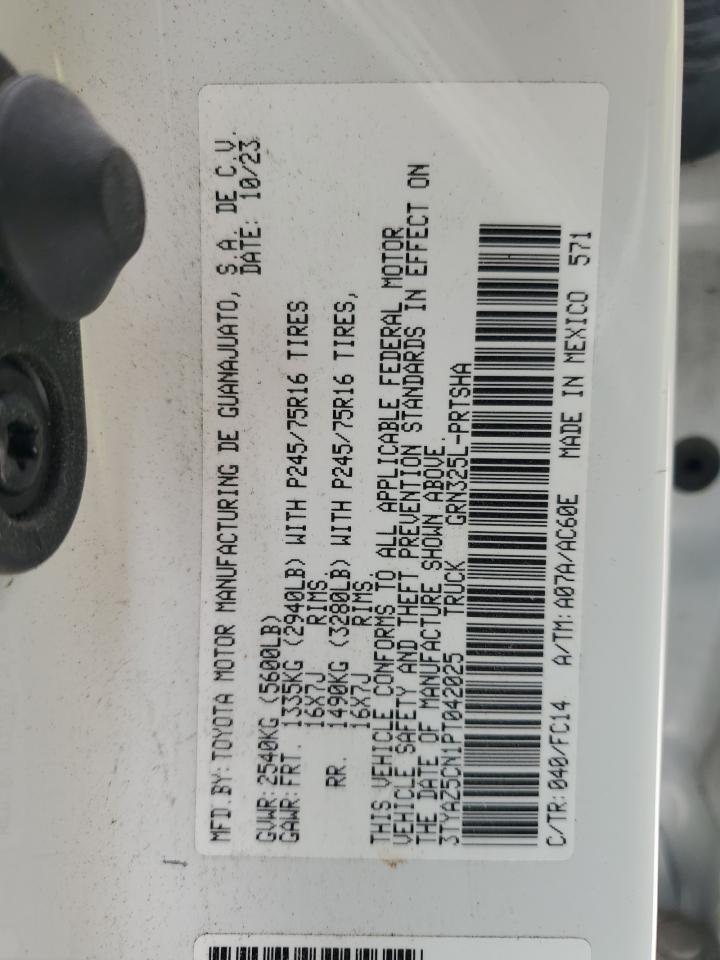 MFD.BY:TOYOTA MOTOR MANUFACTURING DE GUANAJUATO, S.A. DE C.V.
DATE: 10/23
GVWR:2540KG (5600LB)
GAWR:FRT. 1335KG (2940LB) WITH P245/75R16 TIRES
16X7J RIMS.
RR. 1490KG (3280LB) WITH P245/75R16 TIRES,
16X7J RIMS.
THIS VEHICLE CONFORMS TO ALL APPLICABLE FEDERAL MOTOR
VEHICLE SAFETY AND THEFT PREVENTION STANDARDS IN EFFECT ON
THE DATE OF MANUFACTURE SHOWN ABOVE.
3TYAZ5CN1PT042025 TRUCK GRN325L-PRTSHA
C/TR:040/FC14 A/TM:A07A/AC60E MADE IN MEXICO 571